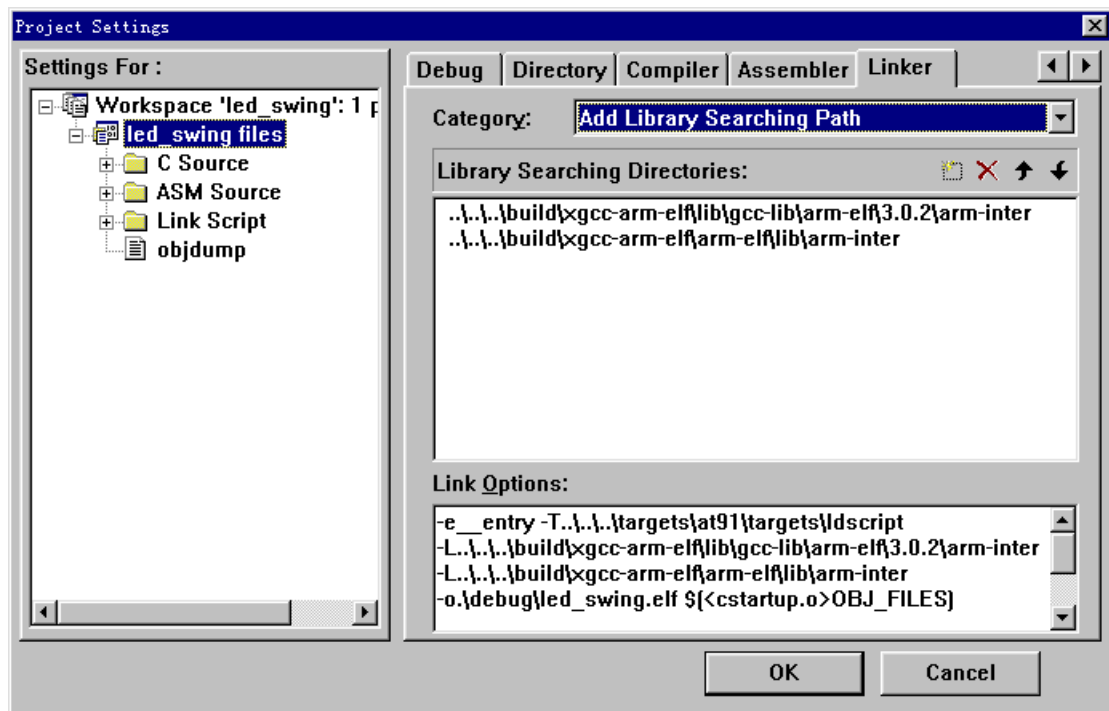 Project Settings
Settings For :
Workspace 'led_swing': 1 p
led_swing files
C Source
ASM Source
Link Script
objdump
Debug
Directory
Compiler
Assembler
Linker
Category:
Add Library Searching Path
Library Searching Directories:
..\..\..\build\xgcc-arm-elf\lib\gcc-lib\arm-elf\3.0.2\arm-inter
..\..\..\build\xgcc-arm-elf\arm-elf\lib\arm-inter
Link Options:
-e__entry -T..\..\..\targets\at91\targets\ldscript
-L..\..\..\build\xgcc-arm-elf\lib\gcc-lib\arm-elf\3.0.2\arm-inter
-L..\..\..\build\xgcc-arm-elf\arm-elf\lib\arm-inter
-o.\debug\led_swing.elf $(<cstartup.o>OBJ_FILES)
OK
Cancel